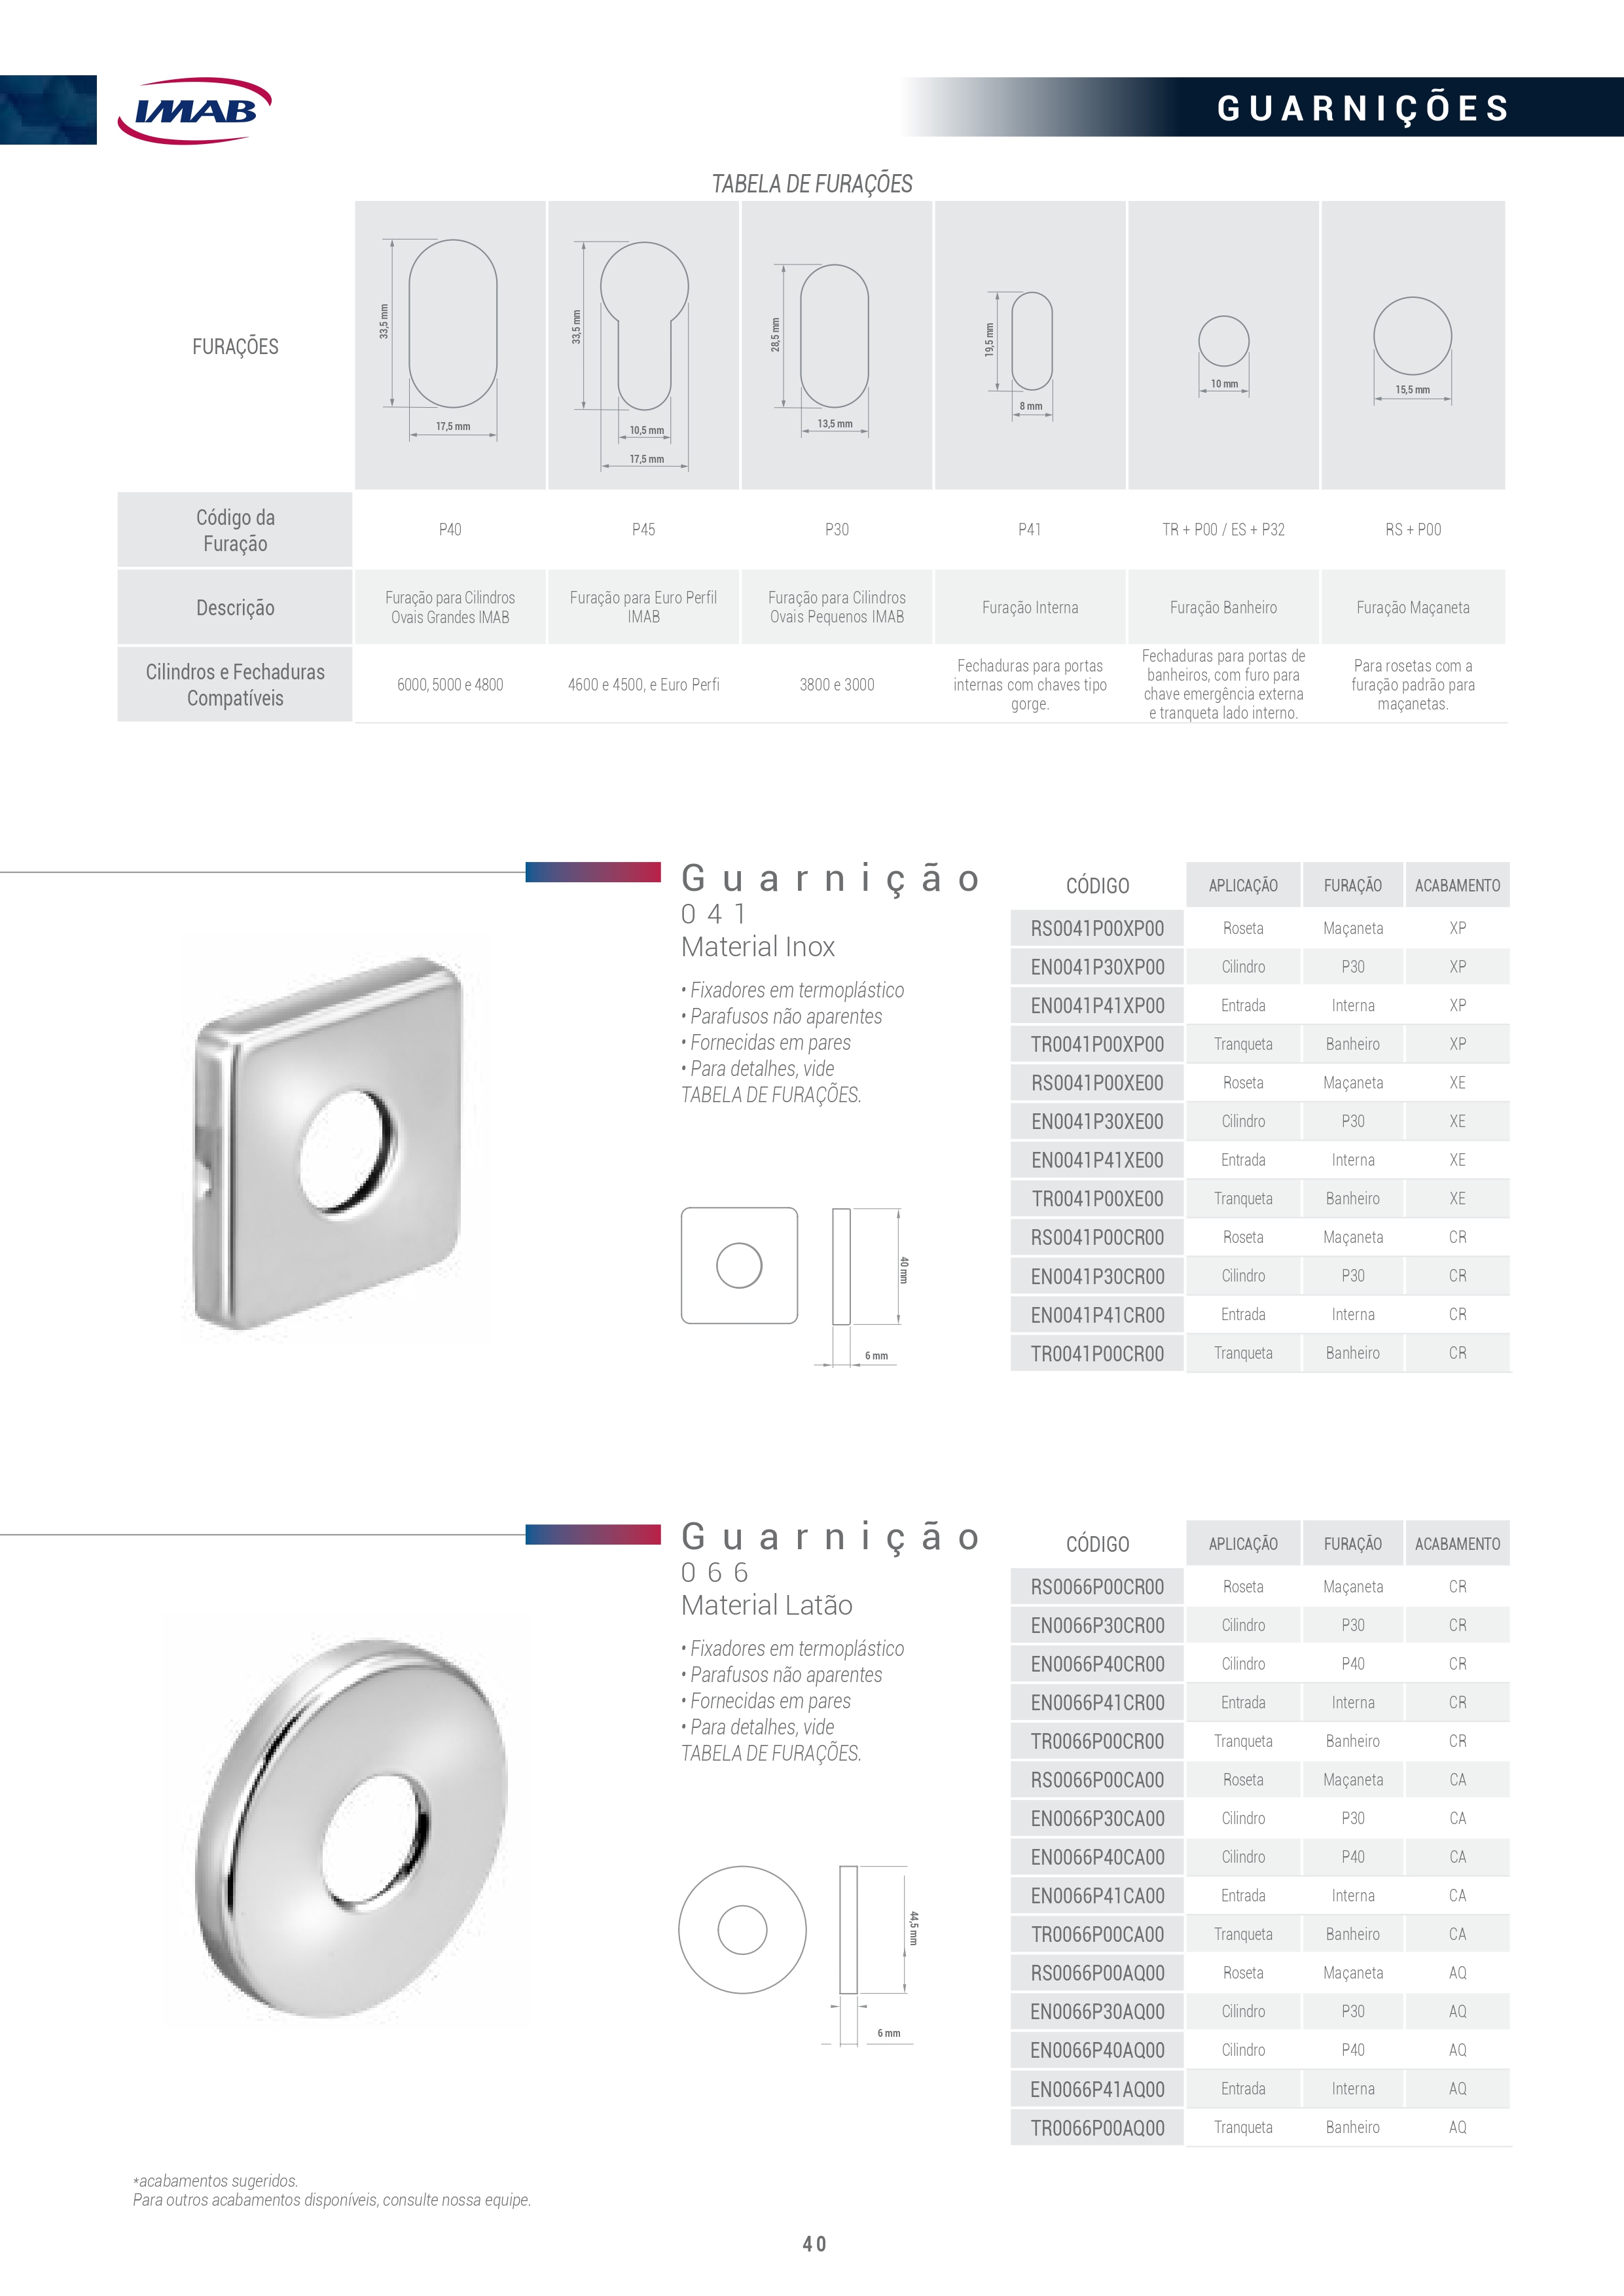 IMAB
GUARNIÇÕES
TABELA DE FURAÇÕES
FURAÇÕES
33,5 mm
17,5 mm
33,5 mm
10,5 mm
17,5 mm
28,5 mm
13,5 mm
19,5 mm
8 mm
10 mm
15,5 mm
Código da
Furação
P40
P45
P30
P41
TR + P00 / ES + P32
RS + P00
Descrição
Furação para Cilindros
Ovais Grandes IMAB
Furação para Euro Perfil
IMAB
Furação para Cilindros
Ovais Pequenos IMAB
Furação Interna
Furação Banheiro
Furação Maçaneta
Cilindros e Fechaduras
Compatíveis
6000, 5000 e 4800
4600 e 4500, e Euro Perfi
3800 e 3000
Fechaduras para portas
internas com chaves tipo
gorge.
Fechaduras para portas de
banheiros, com furo para
chave emergência externa
e tranqueta lado interno.
Para rosetas com a
furação padrão para
maçanetas.
Guarnição
041
Material Inox
• Fixadores em termoplástico
• Parafusos não aparentes
• Fornecidas em pares
• Para detalhes, vide
TABELA DE FURAÇÕES.
40 mm
6 mm
CÓDIGO APLICAÇÃO FURAÇÃO ACABAMENTO
RS0041P00XP00 Roseta Maçaneta XP
EN0041P30XP00 Cilindro P30 XP
EN0041P41XP00 Entrada Interna XP
TR0041P00XP00 Tranqueta Banheiro XP
RS0041P00XE00 Roseta Maçaneta XE
EN0041P30XE00 Cilindro P30 XE
EN0041P41XE00 Entrada Interna XE
TR0041P00XE00 Tranqueta Banheiro XE
RS0041P00CR00 Roseta Maçaneta CR
EN0041P30CR00 Cilindro P30 CR
EN0041P41CR00 Entrada Interna CR
TR0041P00CR00 Tranqueta Banheiro CR
Guarnição
066
Material Latão
• Fixadores em termoplástico
• Parafusos não aparentes
• Fornecidas em pares
• Para detalhes, vide
TABELA DE FURAÇÕES.
44,5 mm
6 mm
CÓDIGO APLICAÇÃO FURAÇÃO ACABAMENTO
RS0066P00CR00 Roseta Maçaneta CR
EN0066P30CR00 Cilindro P30 CR
EN0066P40CR00 Cilindro P40 CR
EN0066P41CR00 Entrada Interna CR
TR0066P00CR00 Tranqueta Banheiro CR
RS0066P00CA00 Roseta Maçaneta CA
EN0066P30CA00 Cilindro P30 CA
EN0066P40CA00 Cilindro P40 CA
EN0066P41CA00 Entrada Interna CA
TR0066P00CA00 Tranqueta Banheiro CA
RS0066P00AQ00 Roseta Maçaneta AQ
EN0066P30AQ00 Cilindro P30 AQ
EN0066P40AQ00 Cilindro P40 AQ
EN0066P41AQ00 Entrada Interna AQ
TR0066P00AQ00 Tranqueta Banheiro AQ
*acabamentos sugeridos.
Para outros acabamentos disponíveis, consulte nossa equipe.
40